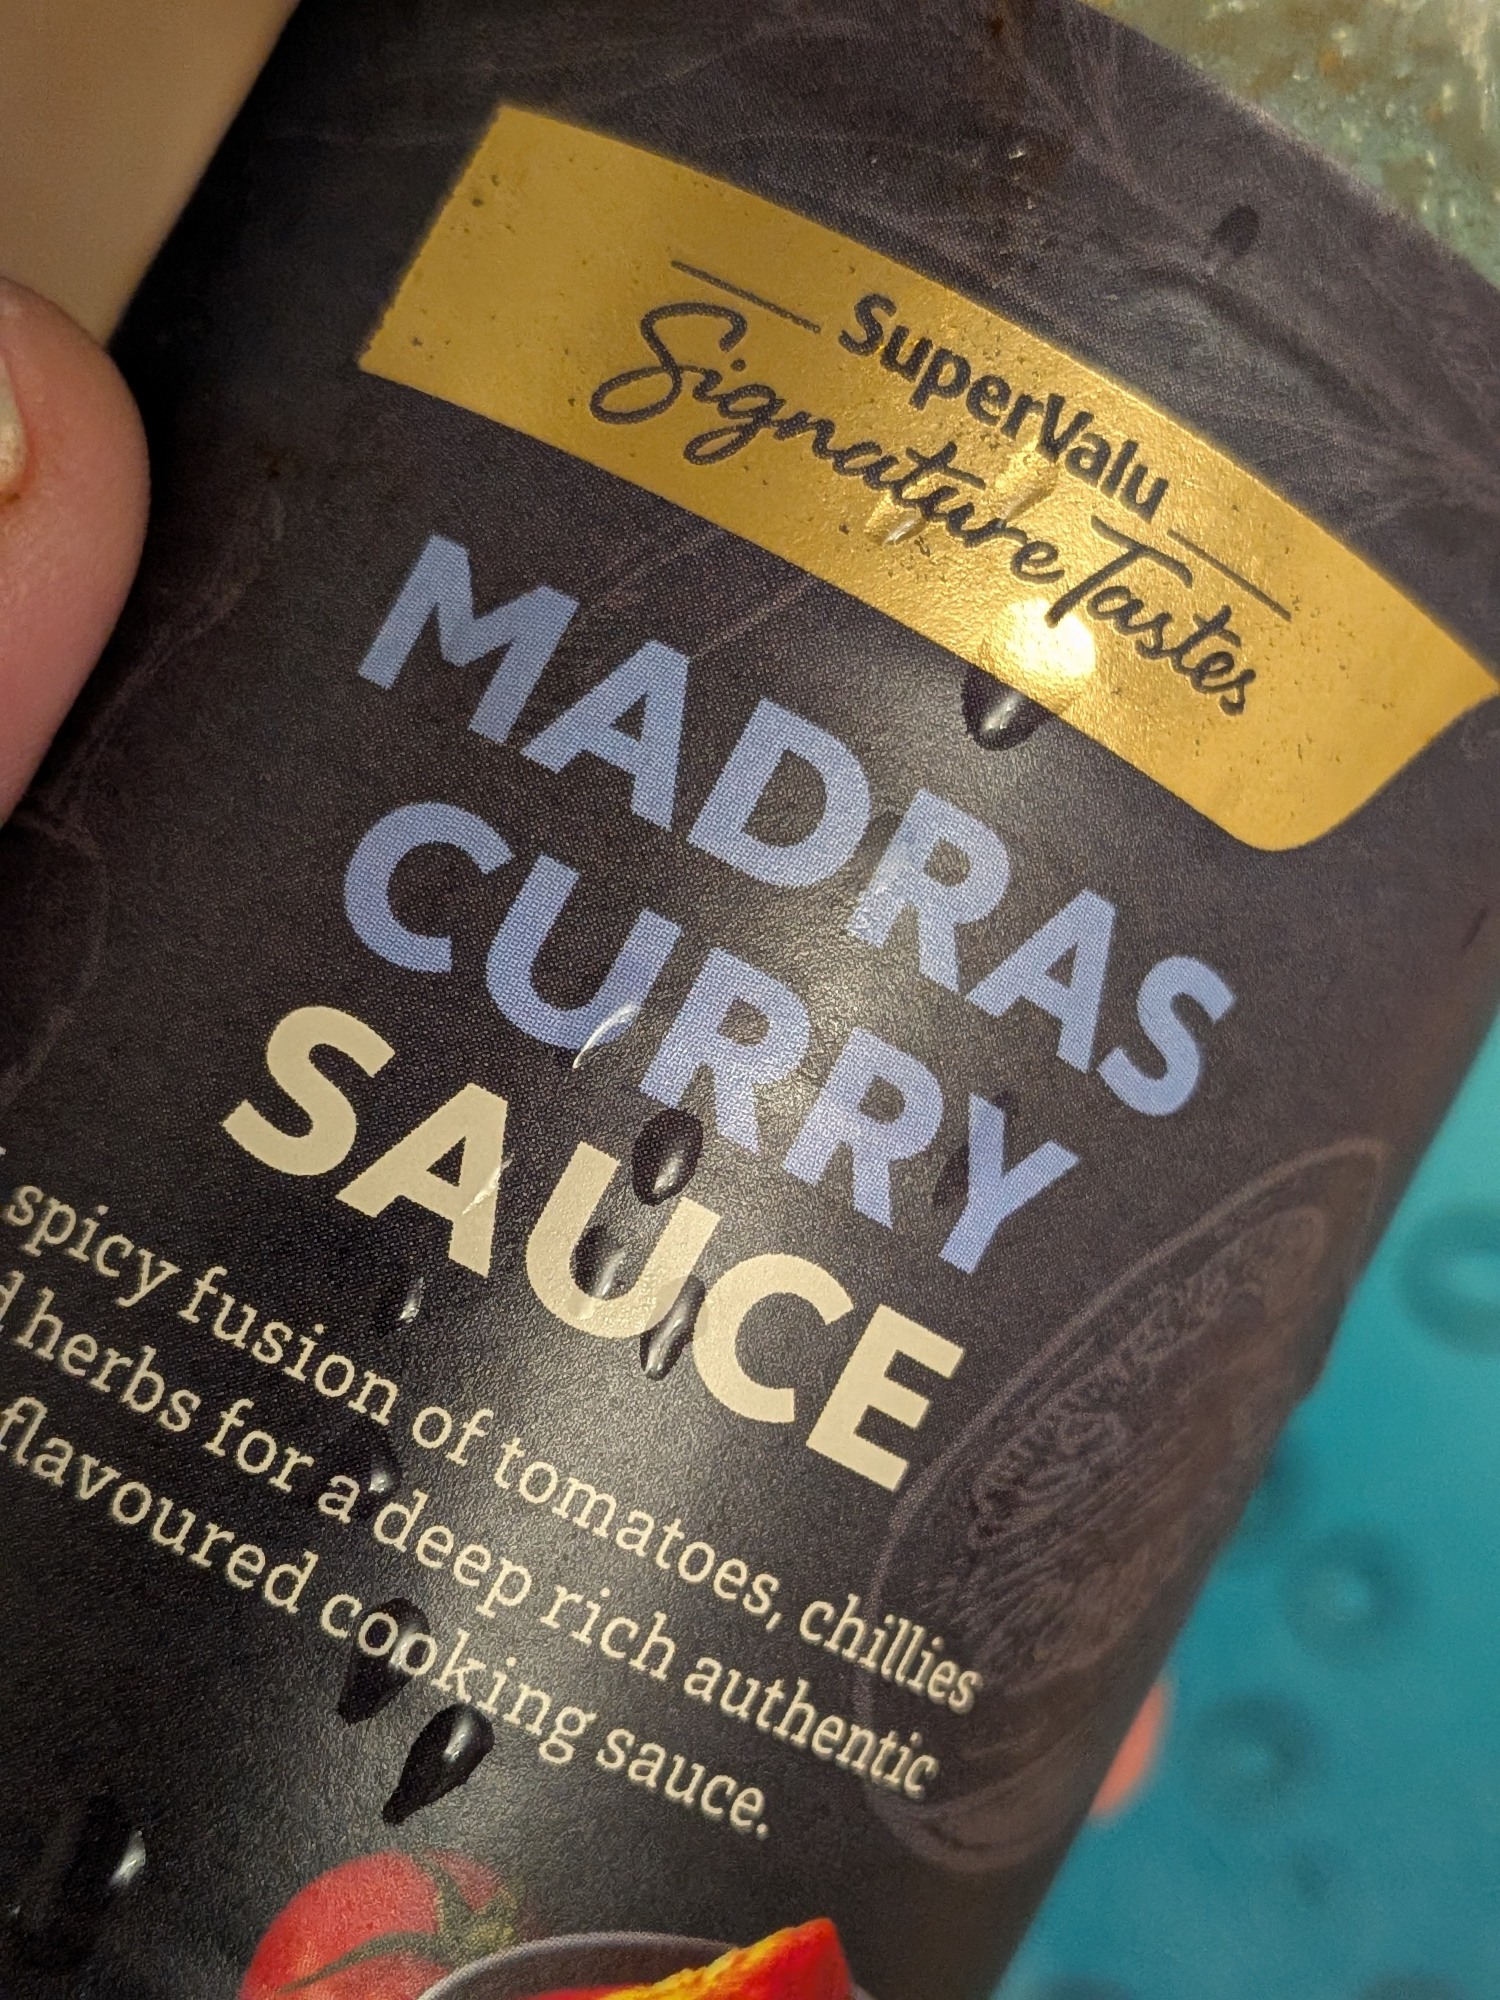 SuperValu
Signature Tastes
MADRAS
CURRY
SAUCE
spicy fusion of tomatoes, chillies
herbs for a deep rich authentic
flavoured cooking sauce.